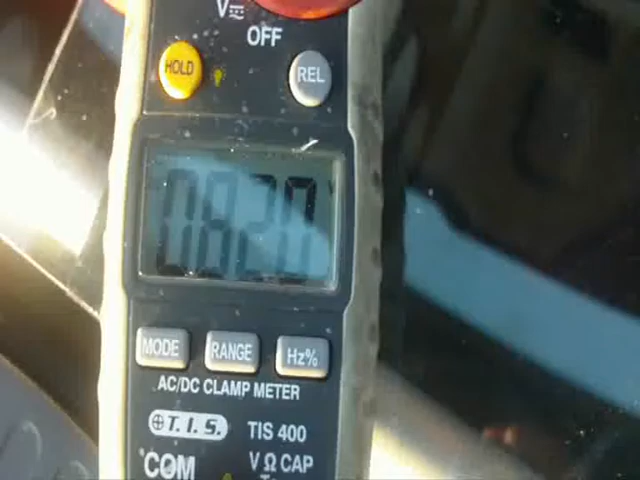 V
OFF
HOLD
REL
0820
MODE
RANGE
Hz%
AC/DC CLAMP METER
T.I.S.
TIS 400
COM
V Ω CAP